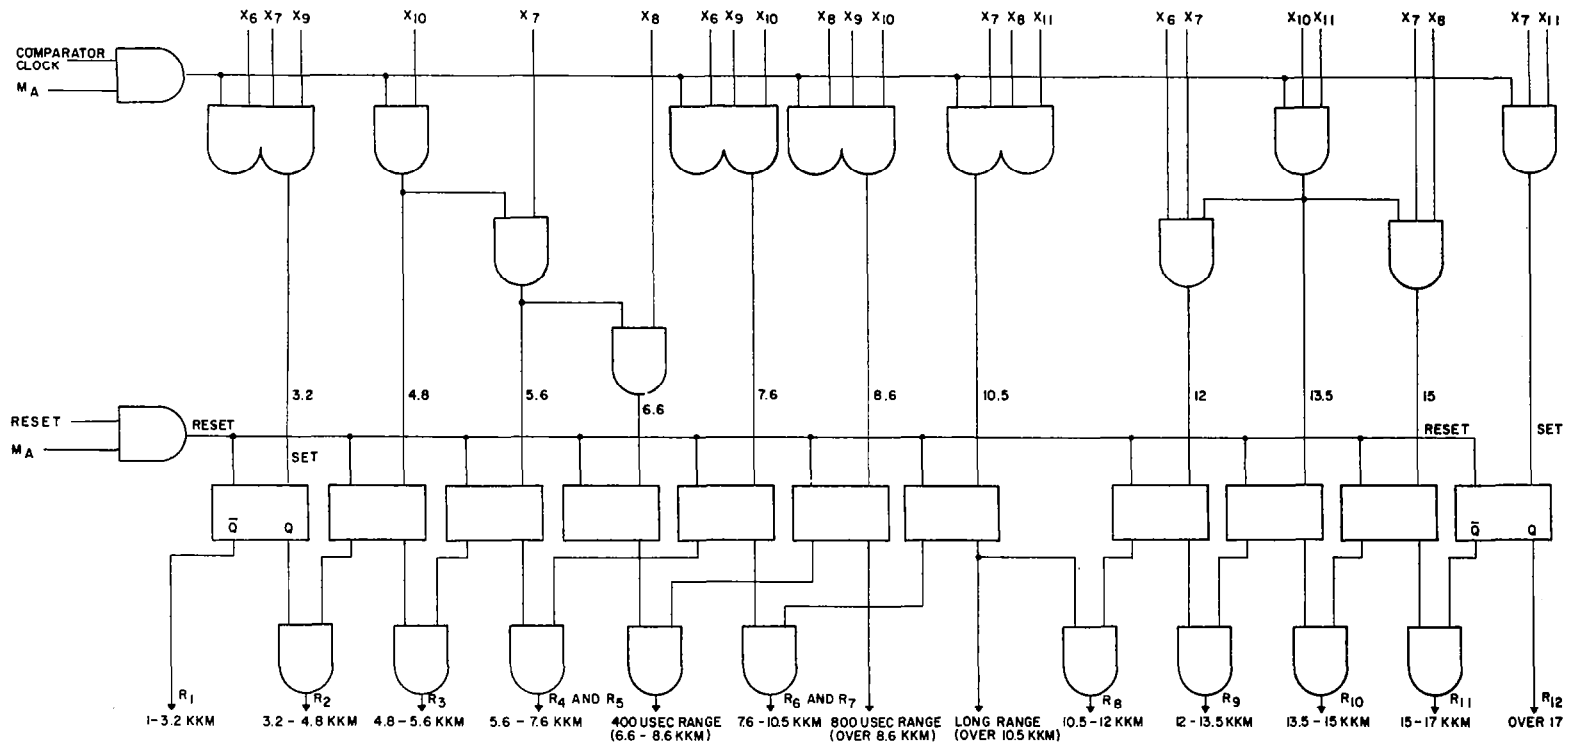 X6 X7 X9 X10 X7 X8 X6 X9 X10 X8 X9 X10 X7 X8 X11 X6 X7 X10 X11 X7 X8 X7 X11
COMPARATOR
CLOCK
MA
3.2 4.8 5.6 6.6 7.6 8.6 10.5 12 13.5 15
RESET
MA
RESET
SET
RESET
SET
Q̅ Q
Q̅ Q
R1 R2 R3 R4 AND R5 R6 AND R7 R8 R9 R10 R11 R12
1-3.2 KKM 3.2 - 4.8 KKM 4.8 - 5.6 KKM 5.6 - 7.6 KKM 400 USEC RANGE 7.6 - 10.5 KKM 800 USEC RANGE LONG RANGE 10.5 - 12 KKM 12 - 13.5 KKM 13.5 - 15 KKM 15 - 17 KKM OVER 17
(6.6 - 8.6 KKM) (OVER 8.6 KKM) (OVER 10.5 KKM)